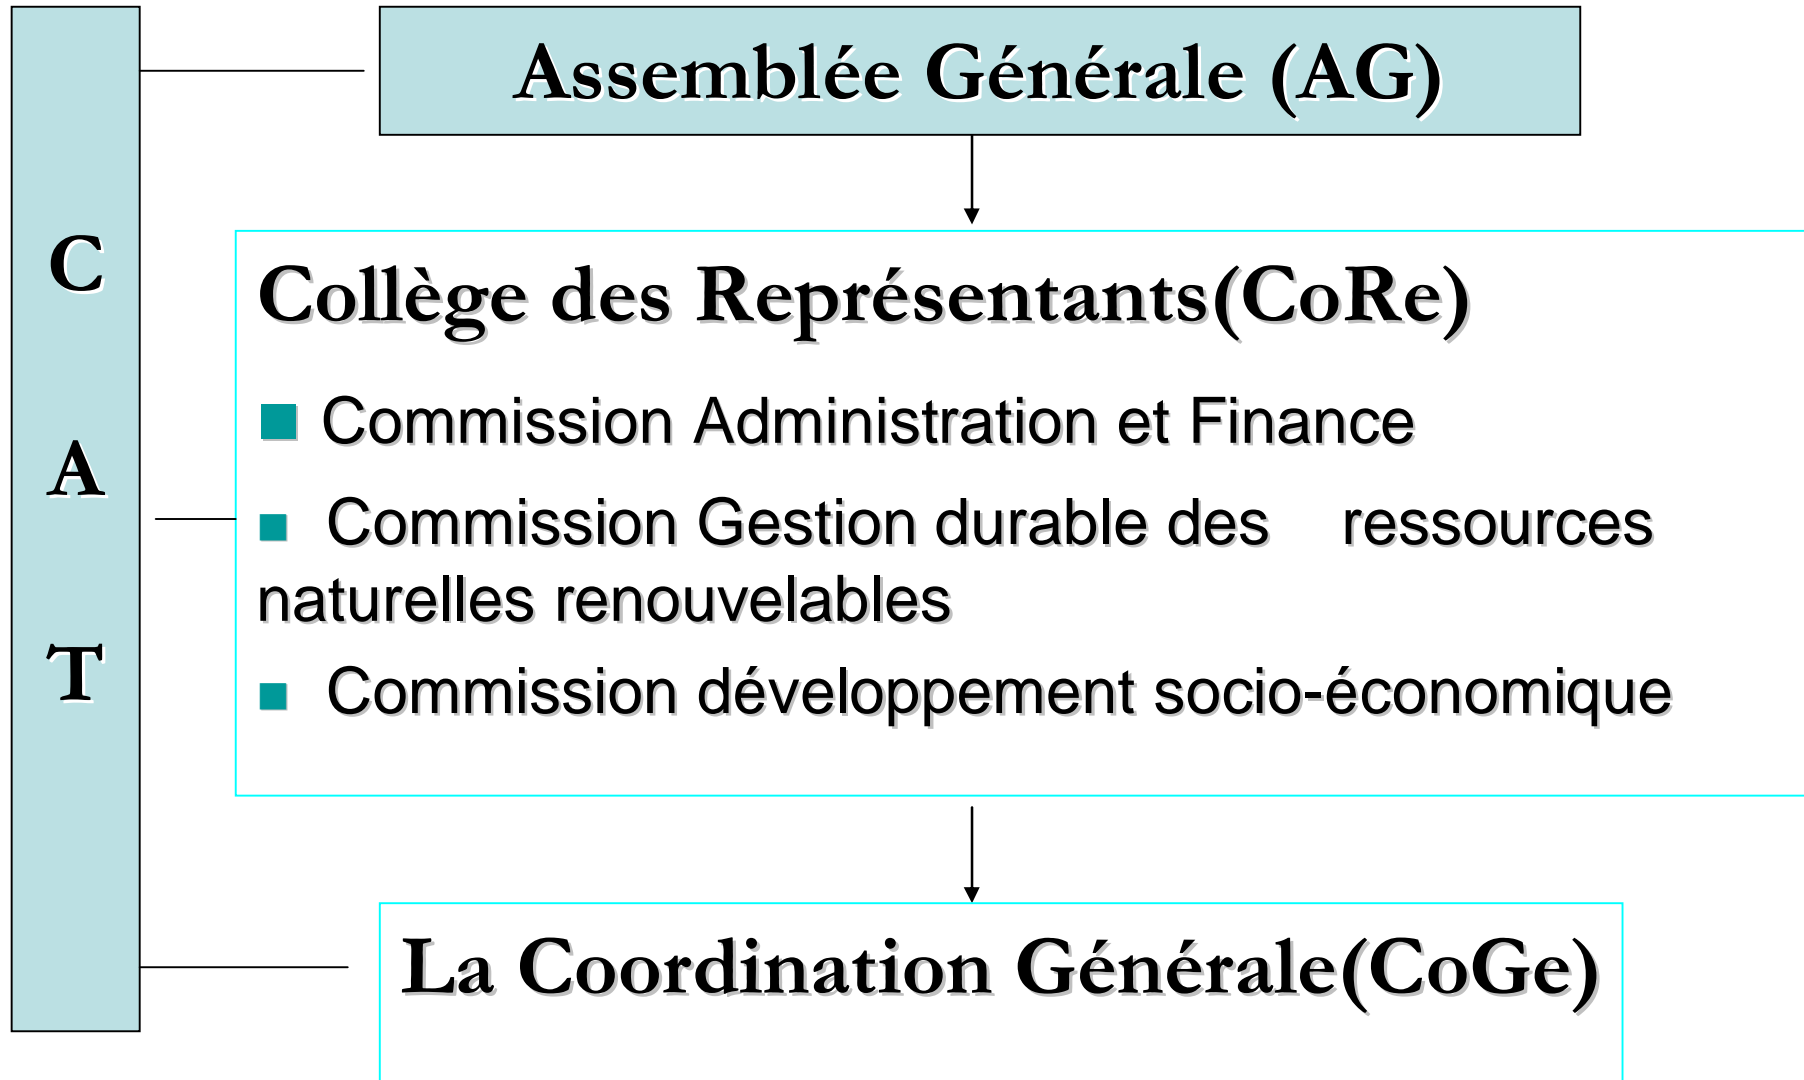 Assemblée Générale (AG)
C
A
T
Collège des Représentants(CoRe)
Commission Administration et Finance
Commission Gestion durable des ressources
naturelles renouvelables
Commission développement socio-économique
La Coordination Générale(CoGe)